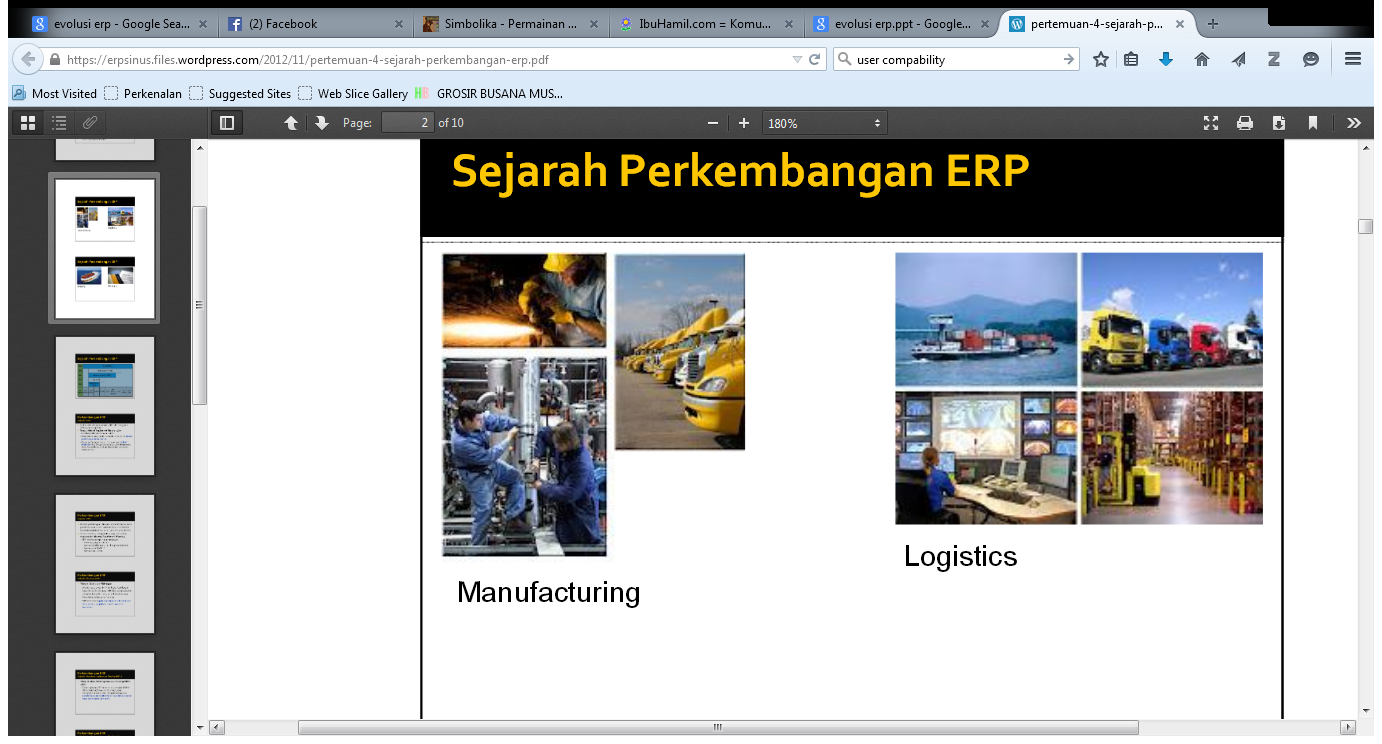 evolusi erp - Google Sea...
(2) Facebook
Simbolika - Permainan ...
IbuHamil.com = Komu...
evolusi erp.ppt - Google...
pertemuan-4-sejarah-p...
https://erpsinus.files.wordpress.com/2012/11/pertemuan-4-sejarah-perkembangan-erp.pdf
user compability
Most Visited
Perkenalan
Suggested Sites
Web Slice Gallery
HB GROSIR BUSANA MUS...
Page: 2 of 10
180%
Sejarah Perkembangan ERP
Logistics
Manufacturing